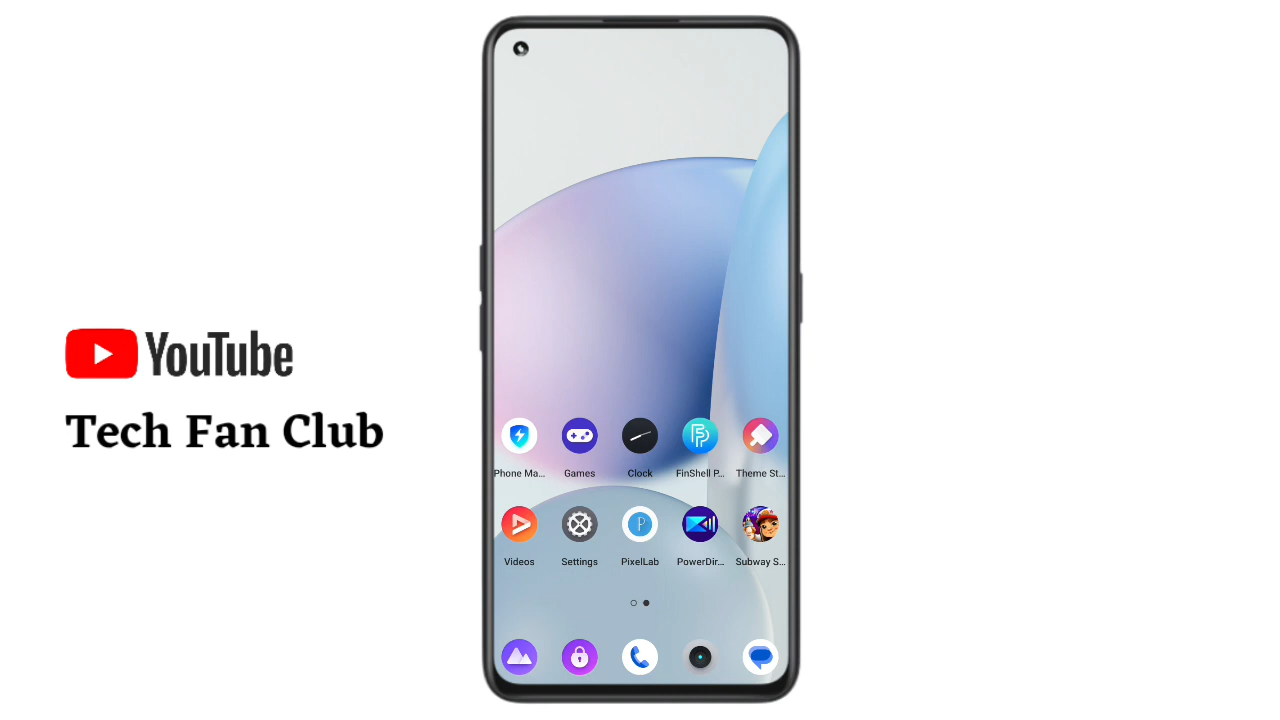 YouTube
Tech Fan Club
Phone Ma...
Games
Clock
FinShell P...
Theme St...
Videos
Settings
PixelLab
PowerDir...
Subway S...